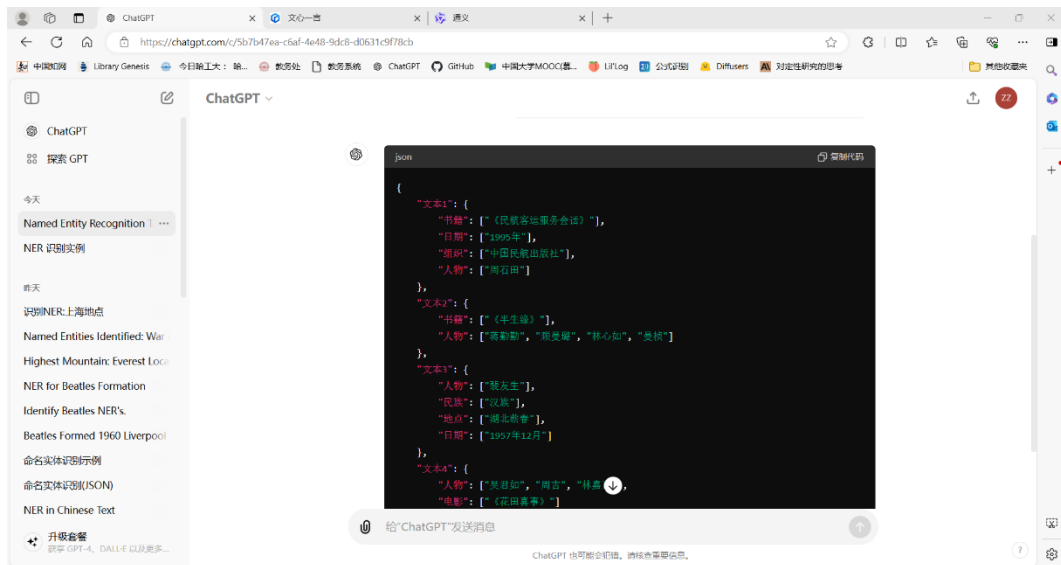 ChatGPT
文心一言
通义
https://chatgpt.com/c/5b7b47ea-c6af-4e48-9dc8-d0631c9f78cb
中国知网
Library Genesis
今日哈工大： 哈...
教务处
教务系统
ChatGPT
GitHub
中国大学MOOC(慕...
Lil'Log
公式识别
Diffusers
对定性研究的思考
其他收藏夹
ChatGPT
ZZ
ChatGPT
探索 GPT
今天
Named Entity Recognition T
NER 识别实例
昨天
识别NER:上海地点
Named Entities Identified: War
Highest Mountain: Everest Loca
NER for Beatles Formation
Identify Beatles NER's.
Beatles Formed 1960 Liverpool
命名实体识别示例
命名实体识别(JSON)
NER in Chinese Text
升级套餐
获享 GPT-4、DALL·E 以及更多...
json
复制代码
{
"文本1": {
"书籍": ["《民航客运服务会话》"],
"日期": ["1995年"],
"组织": ["中国民航出版社"],
"人物": ["周石田"]
},
"文本2": {
"书籍": ["《半生缘》"],
"人物": ["蒋勤勤", "顾曼璐", "林心如", "曼桢"]
},
"文本3": {
"人物": ["裴友生"],
"民族": ["汉族"],
"地点": ["湖北蕲春"],
"日期": ["1957年12月"]
},
"文本4": {
"人物": ["吴君如", "周吉", "林嘉
"电影": ["《花田喜事》"]
给"ChatGPT"发送消息
ChatGPT 也可能会犯错。请核查重要信息。